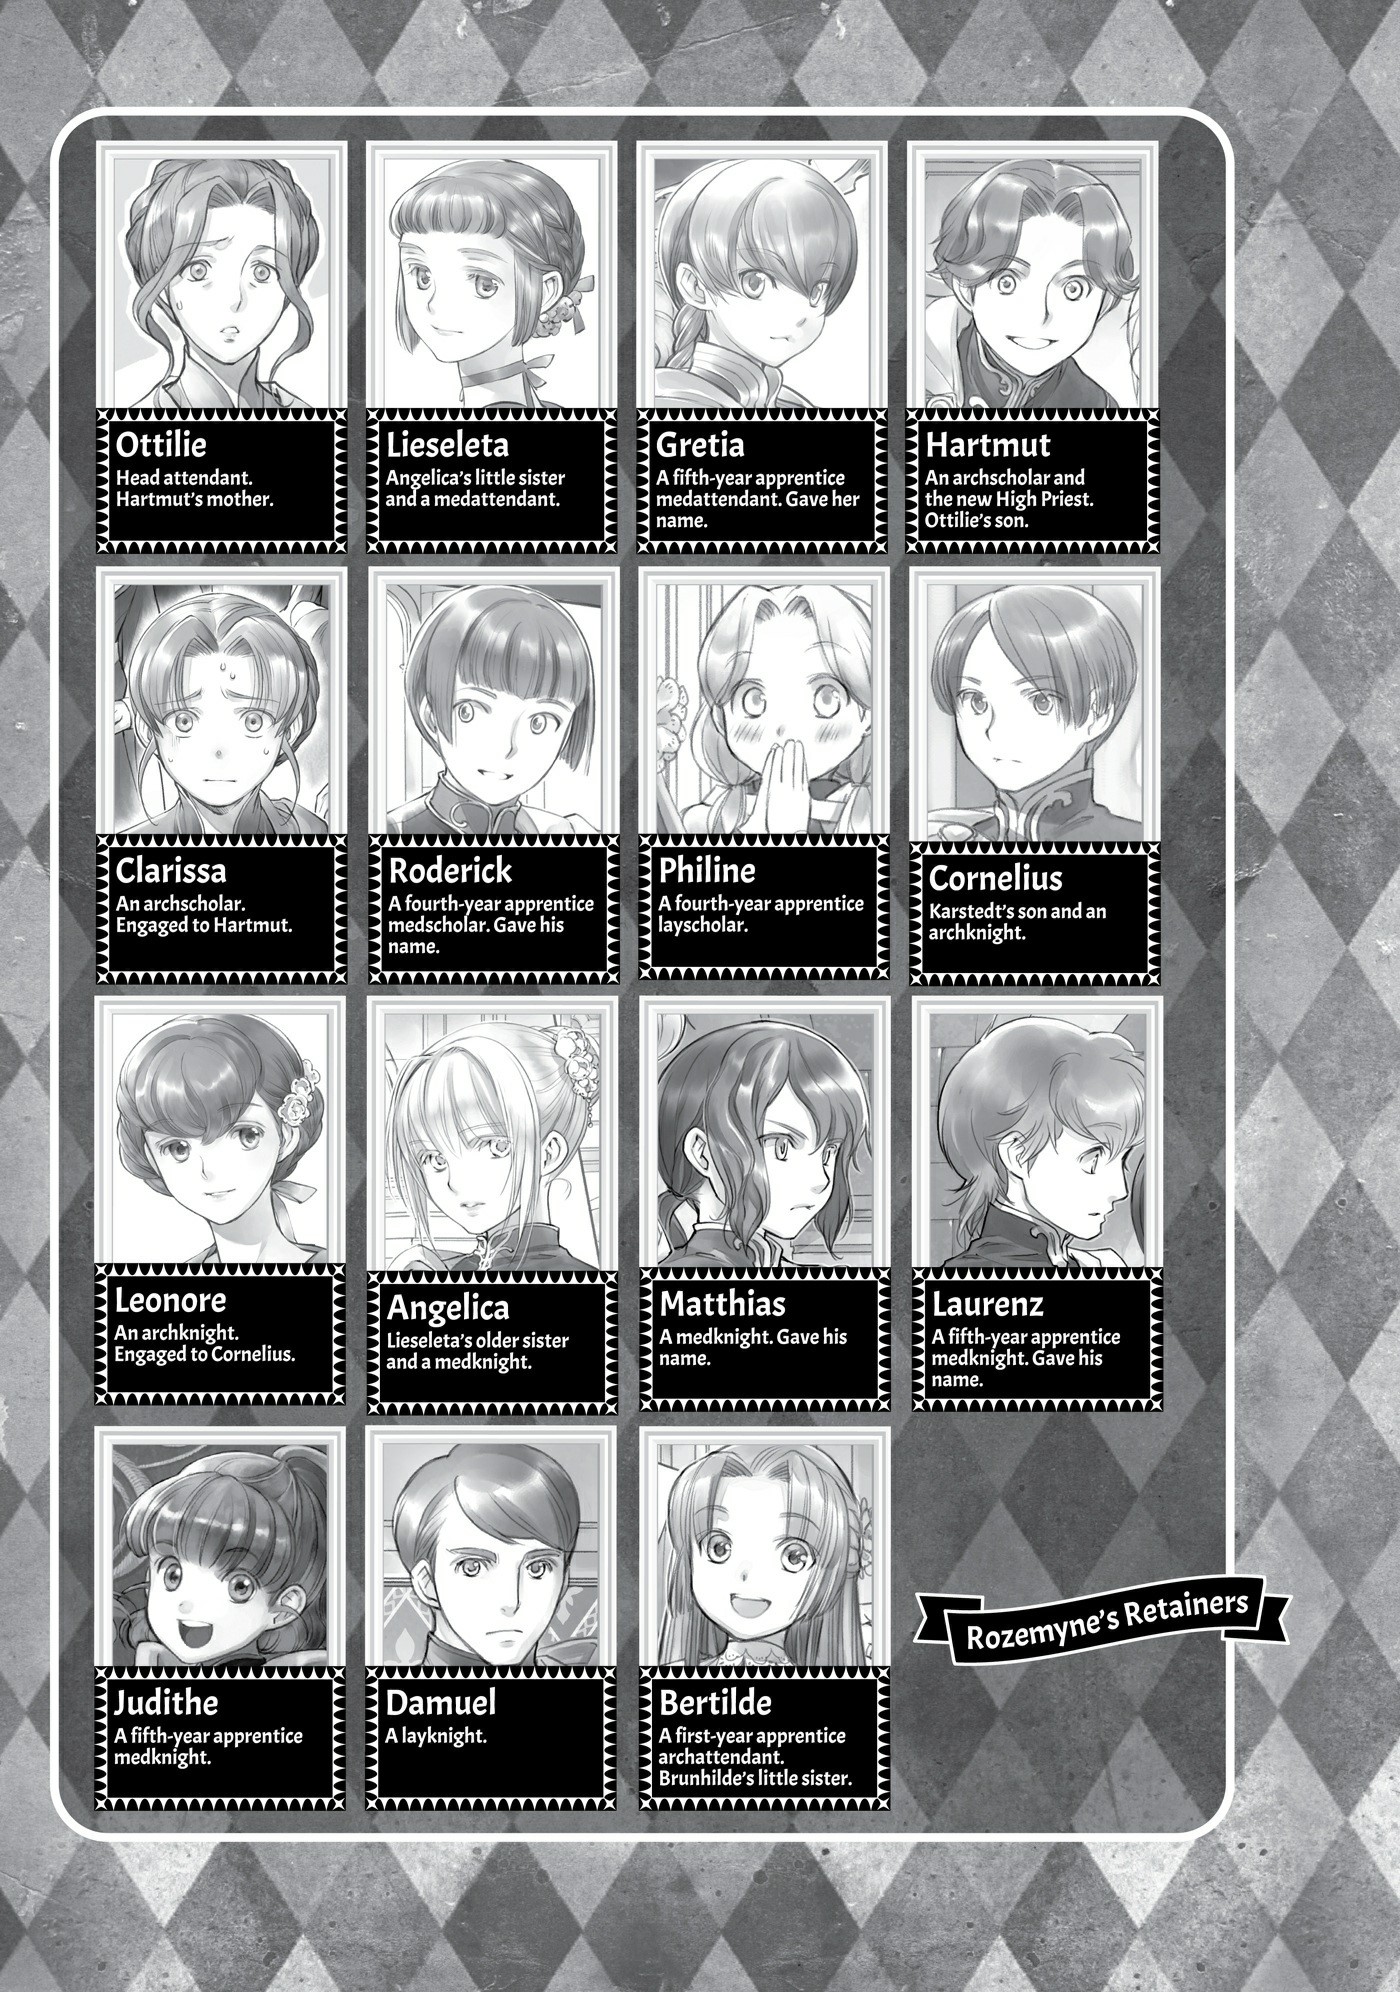 Ottilie
Head attendant.
Hartmut's mother.
Lieseleta
Angelica's little sister
and a medattendant.
Gretia
A fifth-year apprentice
medattendant. Gave her
name.
Hartmut
An archscholar and
the new High Priest.
Ottilie's son.
Clarissa
An archscholar.
Engaged to Hartmut.
Roderick
A fourth-year apprentice
medscholar. Gave his
name.
Philine
A fourth-year apprentice
layscholar.
Cornelius
Karstedt's son and an
archknight.
Leonore
An archknight.
Engaged to Cornelius.
Angelica
Lieseleta's older sister
and a medknight.
Matthias
A medknight. Gave his
name.
Laurenz
A fifth-year apprentice
medknight. Gave his
name.
Judithe
A fifth-year apprentice
medknight.
Damuel
A layknight.
Bertilde
A first-year apprentice
archattendant.
Brunhilde's little sister.
Rozemyne's Retainers